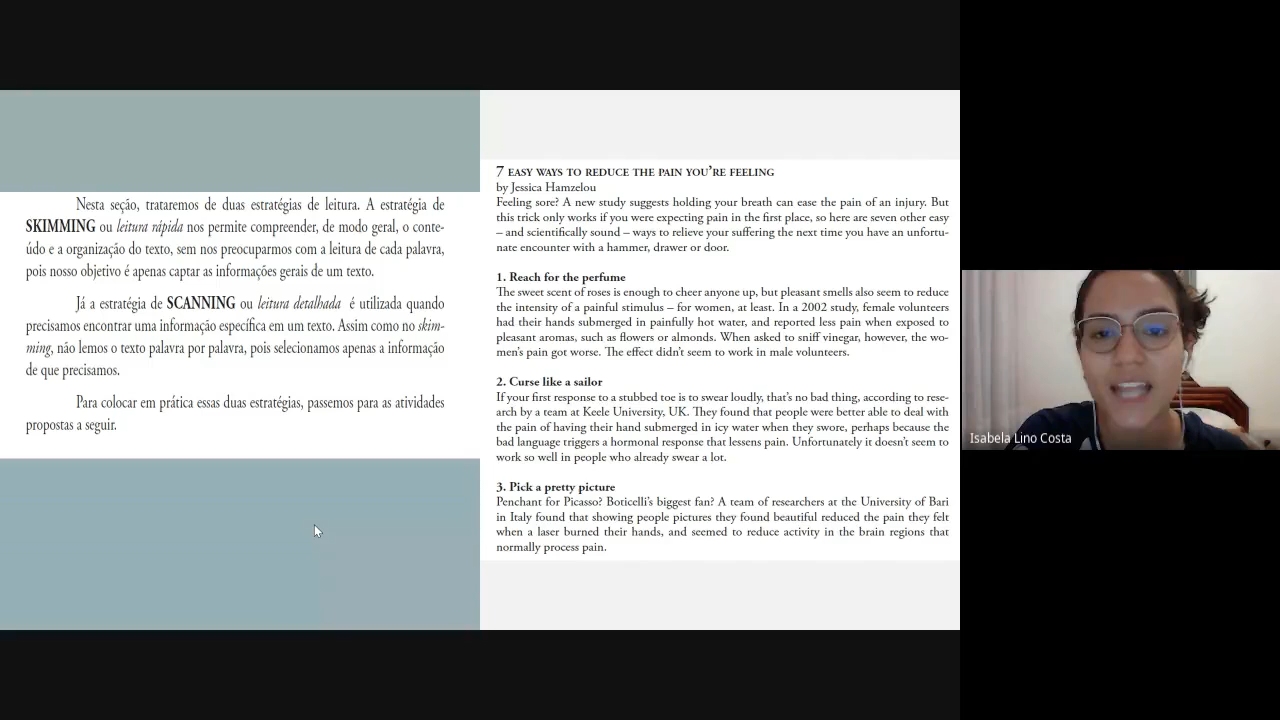 Nesta seção, trataremos de duas estratégias de leitura. A estratégia de
SKIMMING ou leitura rápida nos permite compreender, de modo geral, o conte-
údo e a organização do texto, sem nos preocuparmos com a leitura de cada palavra,
pois nosso objetivo é apenas captar as informações gerais de um texto.
Já a estratégia de SCANNING ou leitura detalhada é utilizada quando
precisamos encontrar uma informação específica em um texto. Assim como no skim-
ming, não lemos o texto palavra por palavra, pois selecionamos apenas a informação
de que precisamos.
Para colocar em prática essas duas estratégias, passemos para as atividades
propostas a seguir.
7 EASY WAYS TO REDUCE THE PAIN YOU'RE FEELING
by Jessica Hamzelou
Feeling sore? A new study suggests holding your breath can ease the pain of an injury. But
this trick only works if you were expecting pain in the first place, so here are seven other easy
– and scientifically sound – ways to relieve your suffering the next time you have an unfortu-
nate encounter with a hammer, drawer or door.
1. Reach for the perfume
The sweet scent of roses is enough to cheer anyone up, but pleasant smells also seem to reduce
the intensity of a painful stimulus – for women, at least. In a 2002 study, female volunteers
had their hands submerged in painfully hot water, and reported less pain when exposed to
pleasant aromas, such as flowers or almonds. When asked to sniff vinegar, however, the wo-
men's pain got worse. The effect didn't seem to work in male volunteers.
2. Curse like a sailor
If your first response to a stubbed toe is to swear loudly, that's no bad thing, according to rese-
arch by a team at Keele University, UK. They found that people were better able to deal with
the pain of having their hand submerged in icy water when they swore, perhaps because the
bad language triggers a hormonal response that lessens pain. Unfortunately it doesn't seem to
work so well in people who already swear a lot.
3. Pick a pretty picture
Penchant for Picasso? Boticelli's biggest fan? A team of researchers at the University of Bari
in Italy found that showing people pictures they found beautiful reduced the pain they felt
when a laser burned their hands, and seemed to reduce activity in the brain regions that
normally process pain.
Isabela Lino Costa